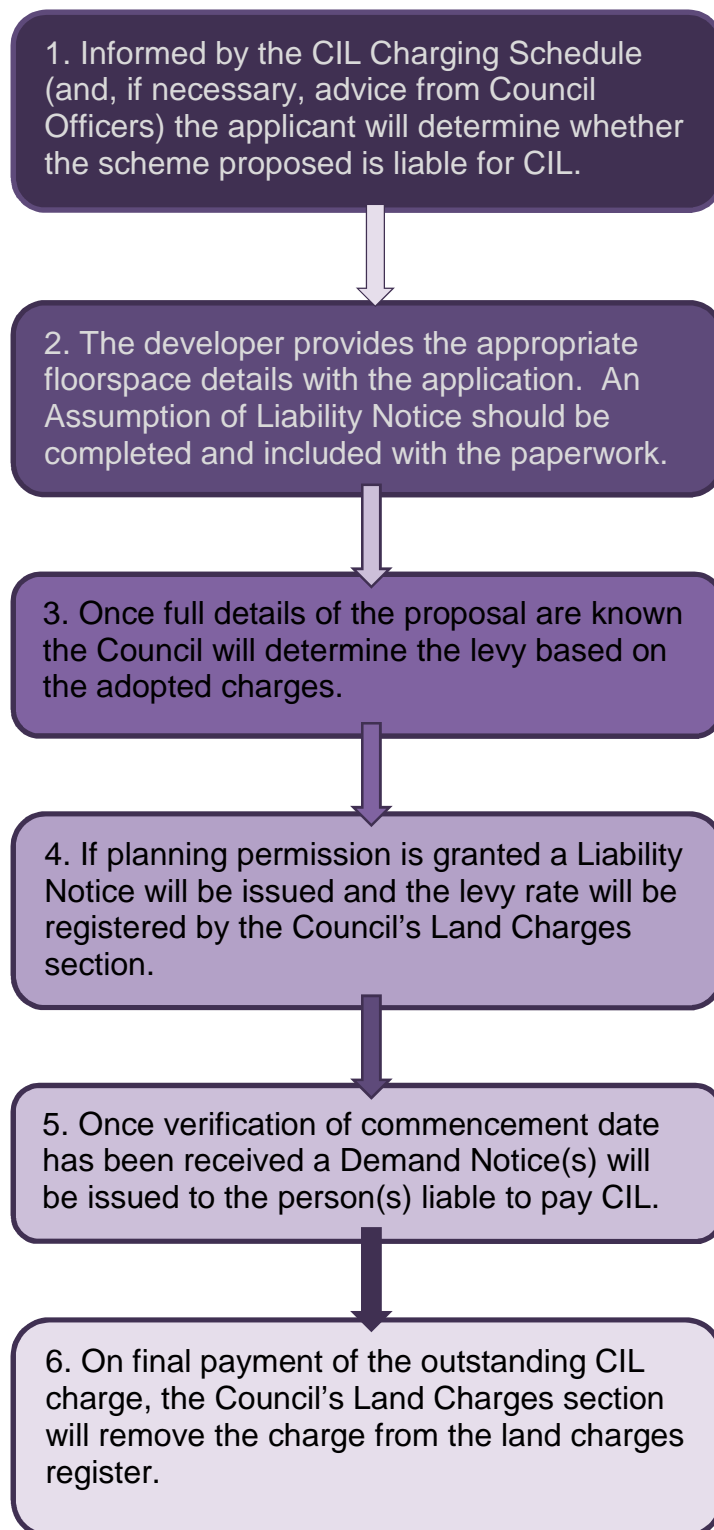 1. Informed by the CIL Charging Schedule
(and, if necessary, advice from Council
Officers) the applicant will determine whether
the scheme proposed is liable for CIL.
2. The developer provides the appropriate
floorspace details with the application.  An
Assumption of Liability Notice should be
completed and included with the paperwork.
3. Once full details of the proposal are known
the Council will determine the levy based on
the adopted charges.
4. If planning permission is granted a Liability
Notice will be issued and the levy rate will be
registered by the Council’s Land Charges
section.
5. Once verification of commencement date
has been received a Demand Notice(s) will
be issued to the person(s) liable to pay CIL.
6. On final payment of the outstanding CIL
charge, the Council’s Land Charges section
will remove the charge from the land charges
register.